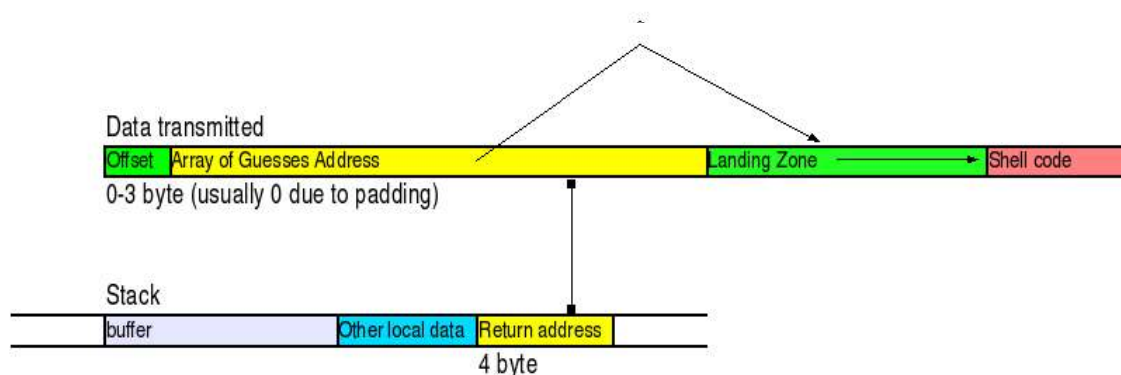 Data transmitted
Offset Array of Guesses Address Landing Zone Shell code
0-3 byte (usually 0 due to padding)
Stack
buffer Other local data Return address
4 byte